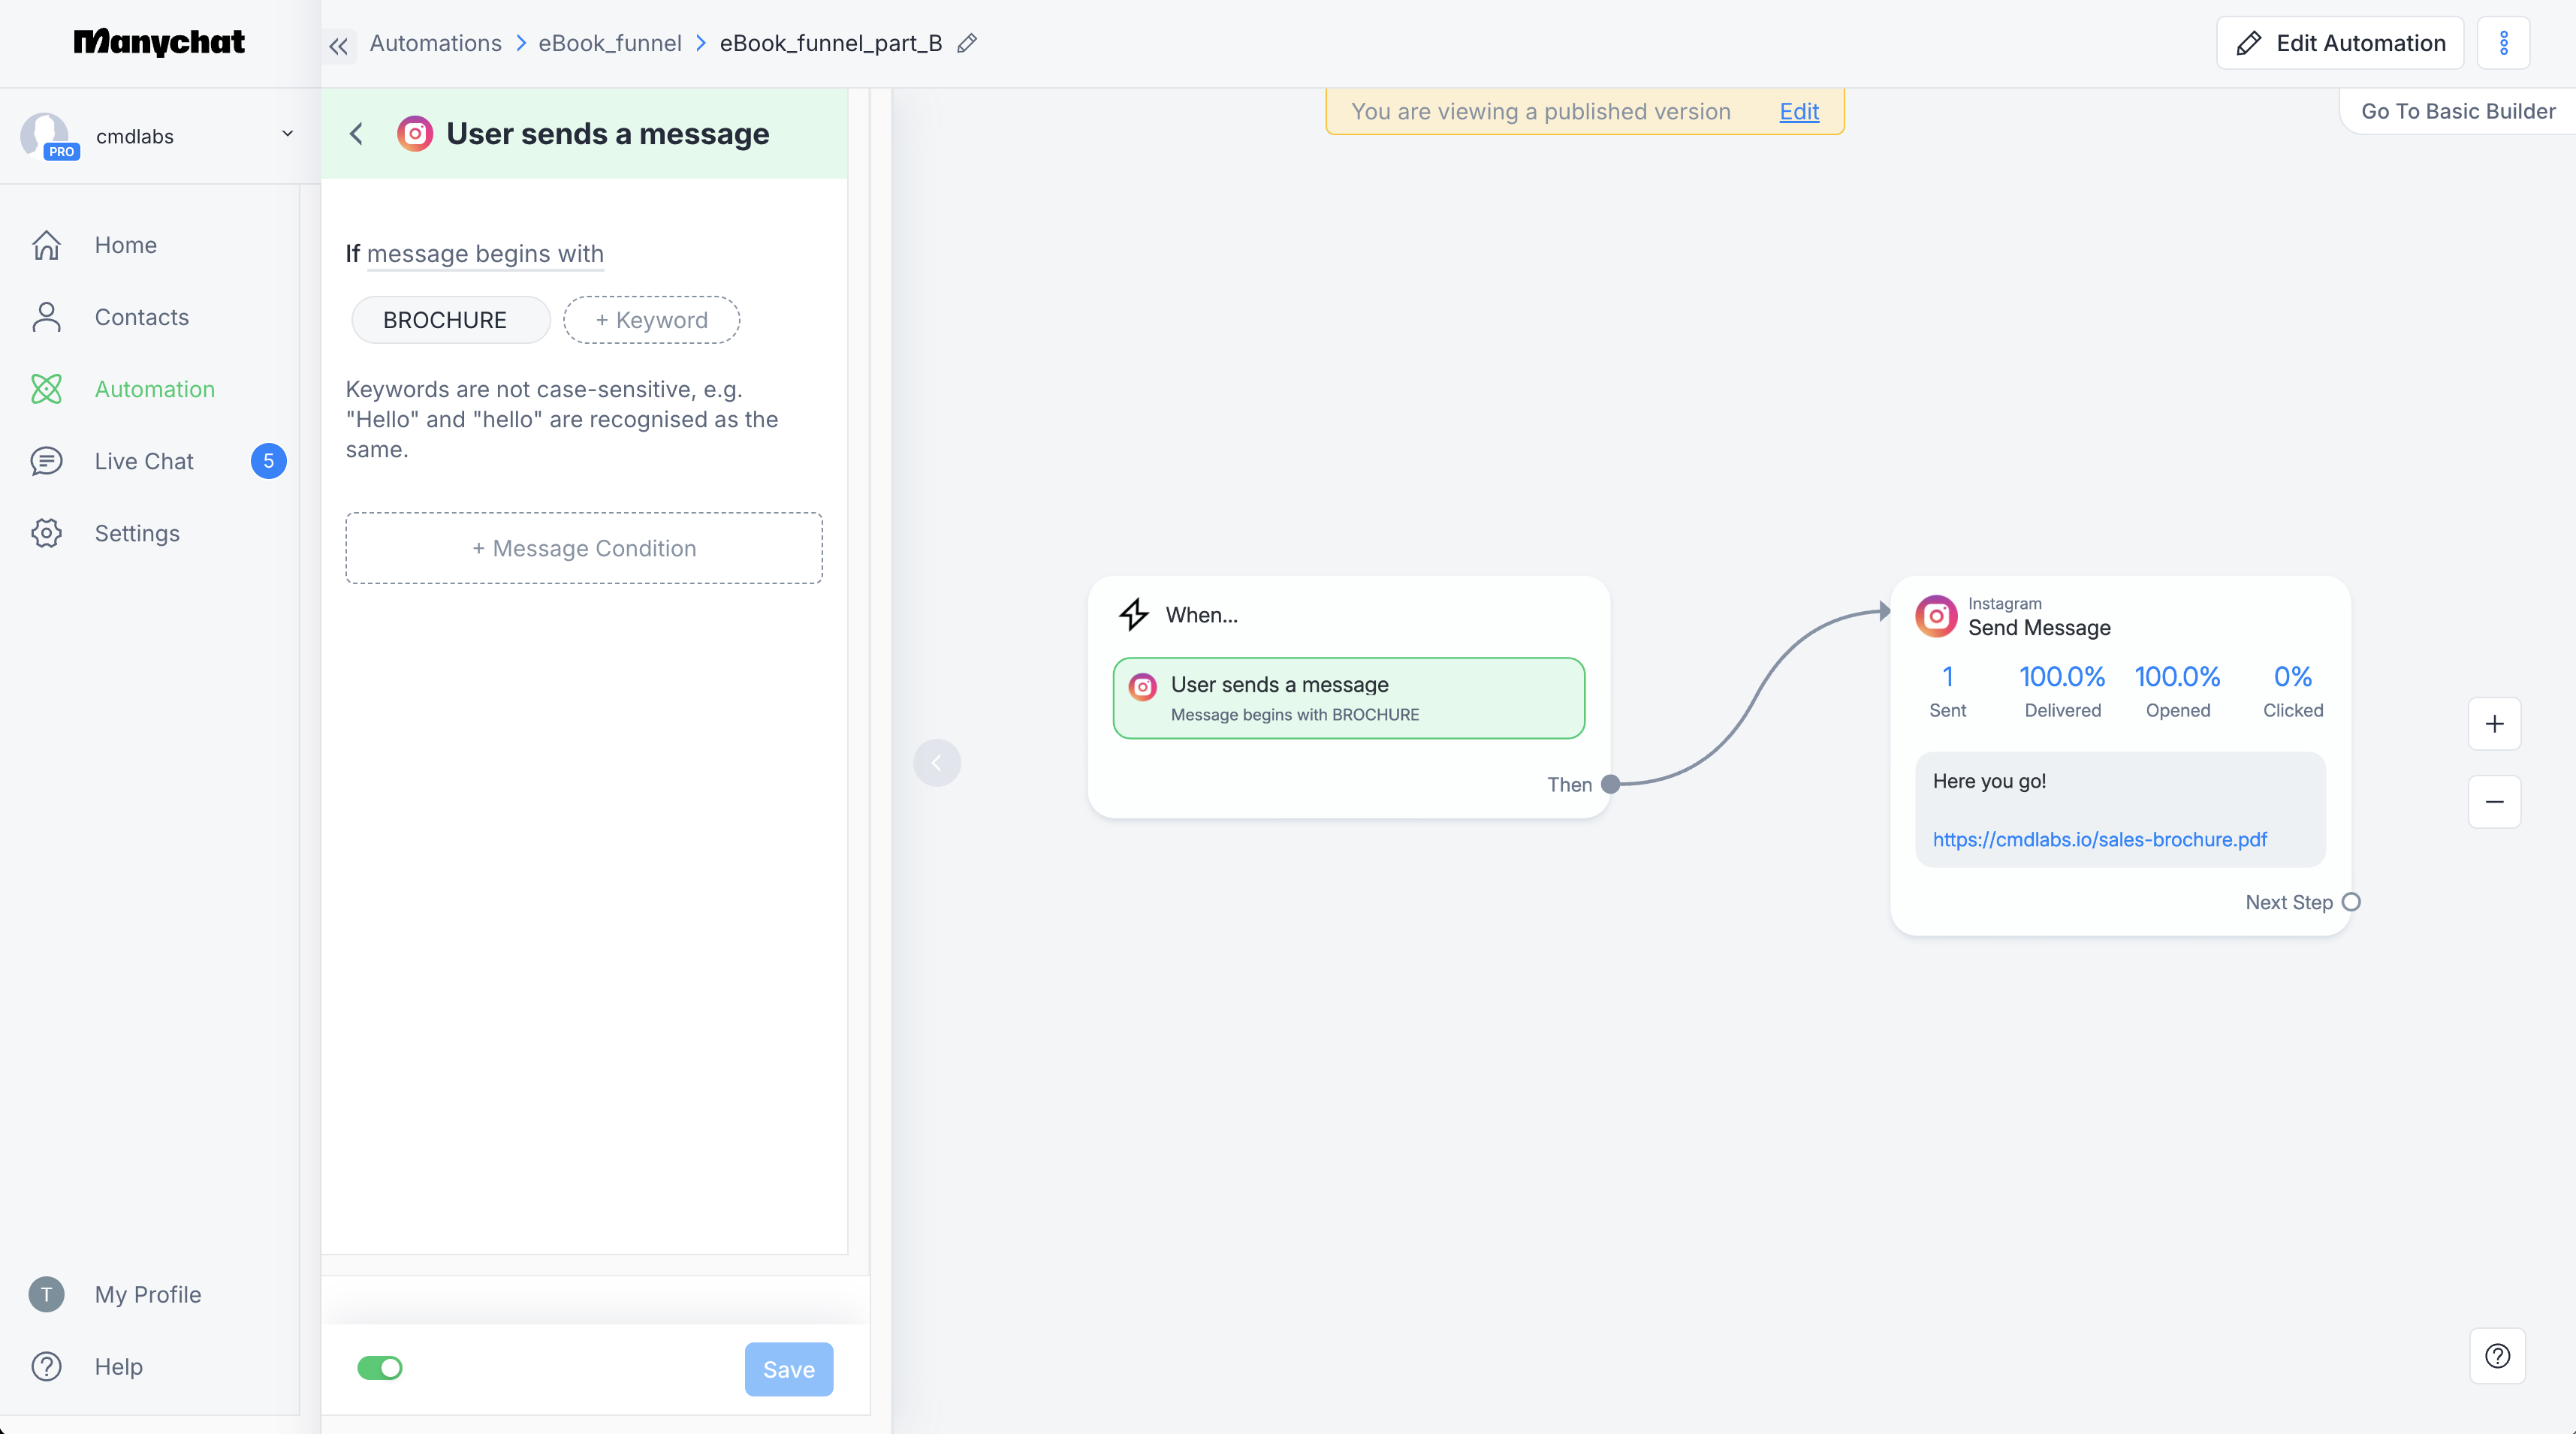 Manychat
Automations > eBook_funnel > eBook_funnel_part_B
Edit Automation
cmdlabs
PRO
Home
Contacts
Automation
Live Chat
5
Settings
My Profile
T
Help
User sends a message
If message begins with
BROCHURE
+ Keyword
Keywords are not case-sensitive, e.g.
"Hello" and "hello" are recognised as the
same.
+ Message Condition
Save
You are viewing a published version
Edit
Go To Basic Builder
When...
User sends a message
Message begins with BROCHURE
Then
Instagram
Send Message
1
100.0%
100.0%
0%
Sent
Delivered
Opened
Clicked
Here you go!
https://cmdlabs.io/sales-brochure.pdf
Next Step